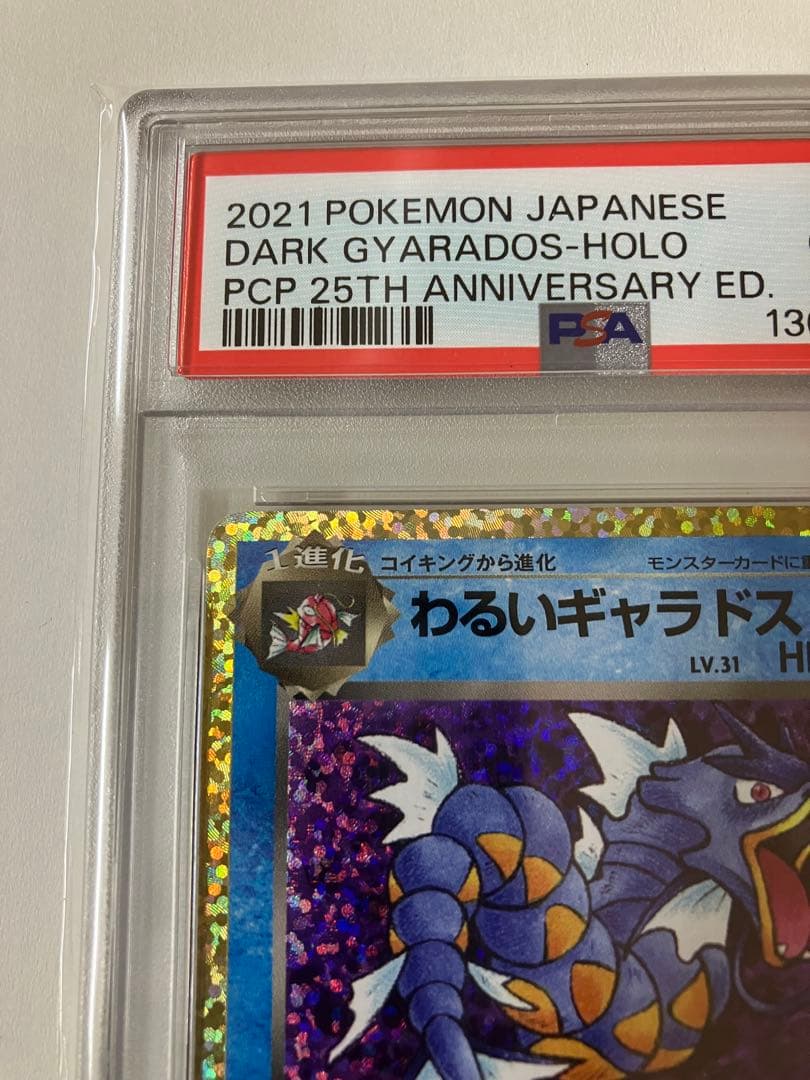 2021 POKEMON JAPANESE
DARK GYARADOS-HOLO
PCP 25TH ANNIVERSARY ED.
PSA
1進化
コイキングから進化
モンスターカードに
わるいギャラドス
LV.31